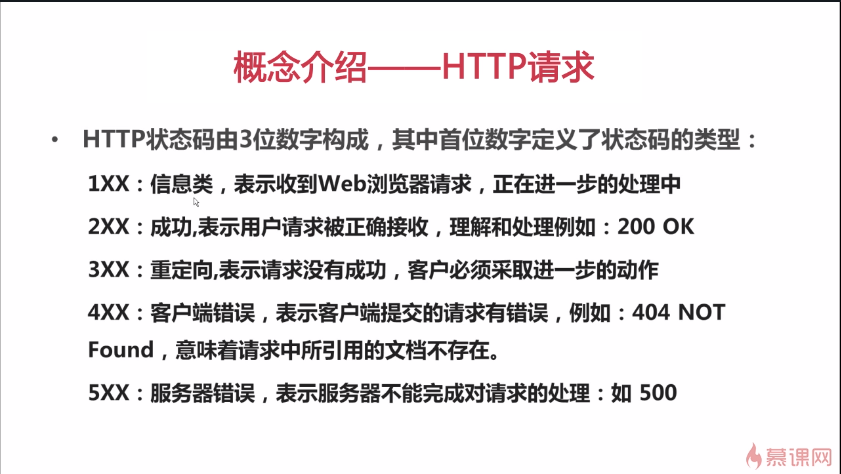 概念介绍——HTTP请求
• HTTP状态码由3位数字构成，其中首位数字定义了状态码的类型：
1XX：信息类，表示收到Web浏览器请求，正在进一步的处理中
2XX：成功,表示用户请求被正确接收，理解和处理例如：200 OK
3XX：重定向,表示请求没有成功，客户必须采取进一步的动作
4XX：客户端错误，表示客户端提交的请求有错误，例如：404 NOT
Found，意味着请求中所引用的文档不存在。
5XX：服务器错误，表示服务器不能完成对请求的处理：如 500
慕课网